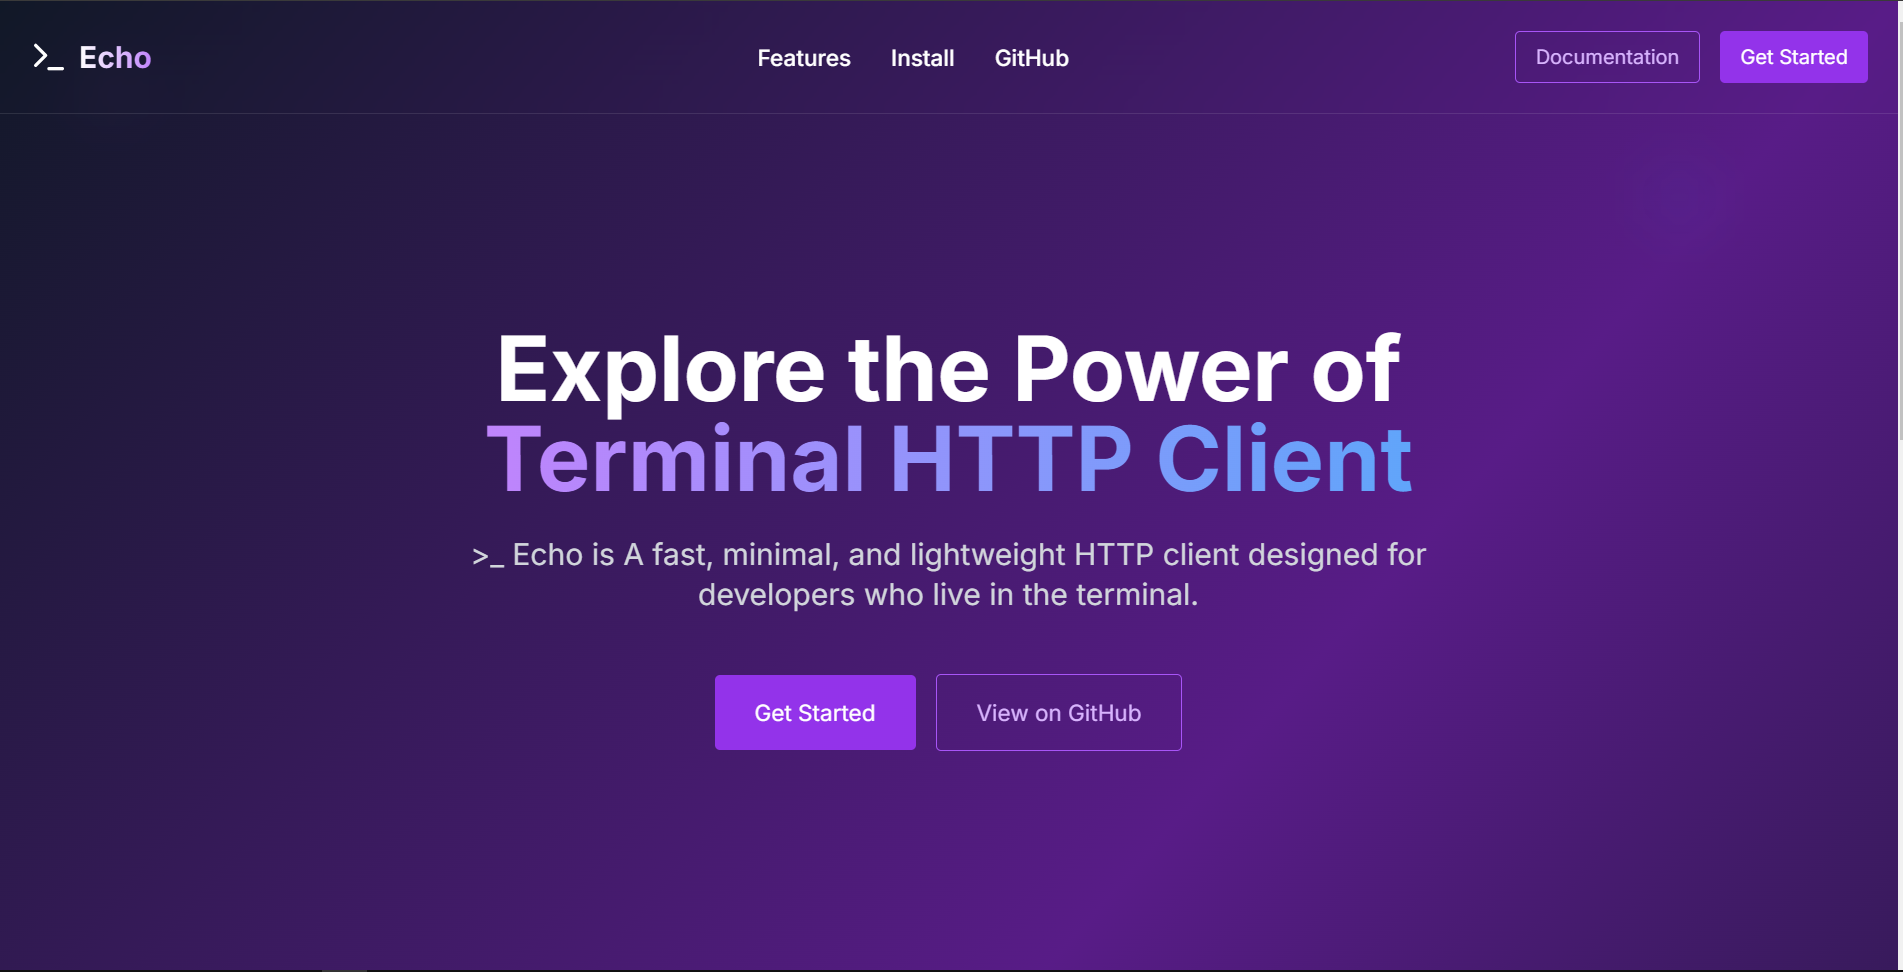 >_ Echo
Features
Install
GitHub
Documentation
Get Started
Explore the Power of
Terminal HTTP Client
>_ Echo is A fast, minimal, and lightweight HTTP client designed for
developers who live in the terminal.
Get Started
View on GitHub